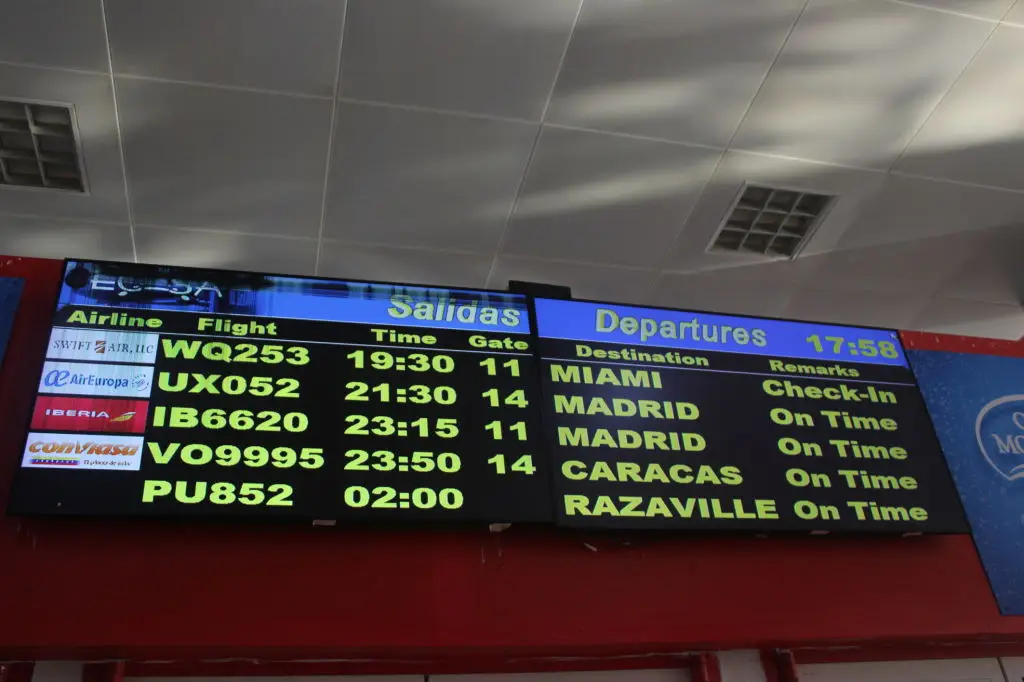 ECASA Salidas Departures 17:58
Airline Flight Time Gate Destination Remarks
SWIFT AIR, LLC WQ253 19:30 11 MIAMI Check-In
AirEuropa UX052 21:30 14 MADRID On Time
IBERIA IB6620 23:15 11 MADRID On Time
conviasa VO9995 23:50 14 CARACAS On Time
PU852 02:00 RAZAVILLE On Time